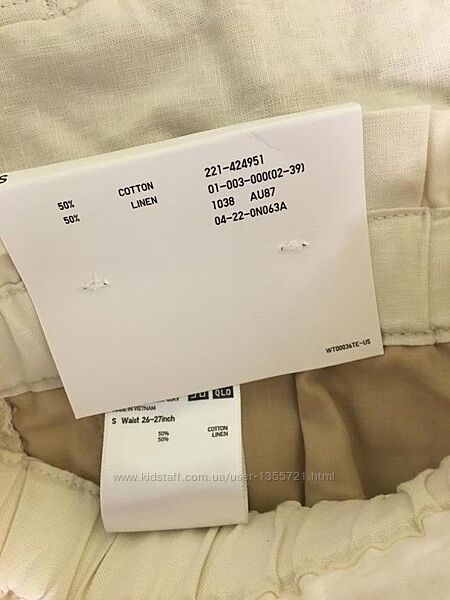 S
50% COTTON
50% LINEN
221-424951
01-003-000(02-39)
1038 AU87
04-22-0N063A
WT00036TE-US
QLO
MADE IN VIETNAM
S Waist 26~27inch
50% COTTON
50% LINEN
www.kidstaff.com.ua/user-1355721.html